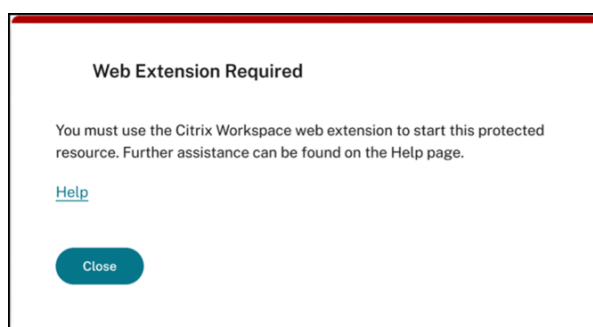 Web Extension Required
You must use the Citrix Workspace web extension to start this protected
resource. Further assistance can be found on the Help page.
Help
Close